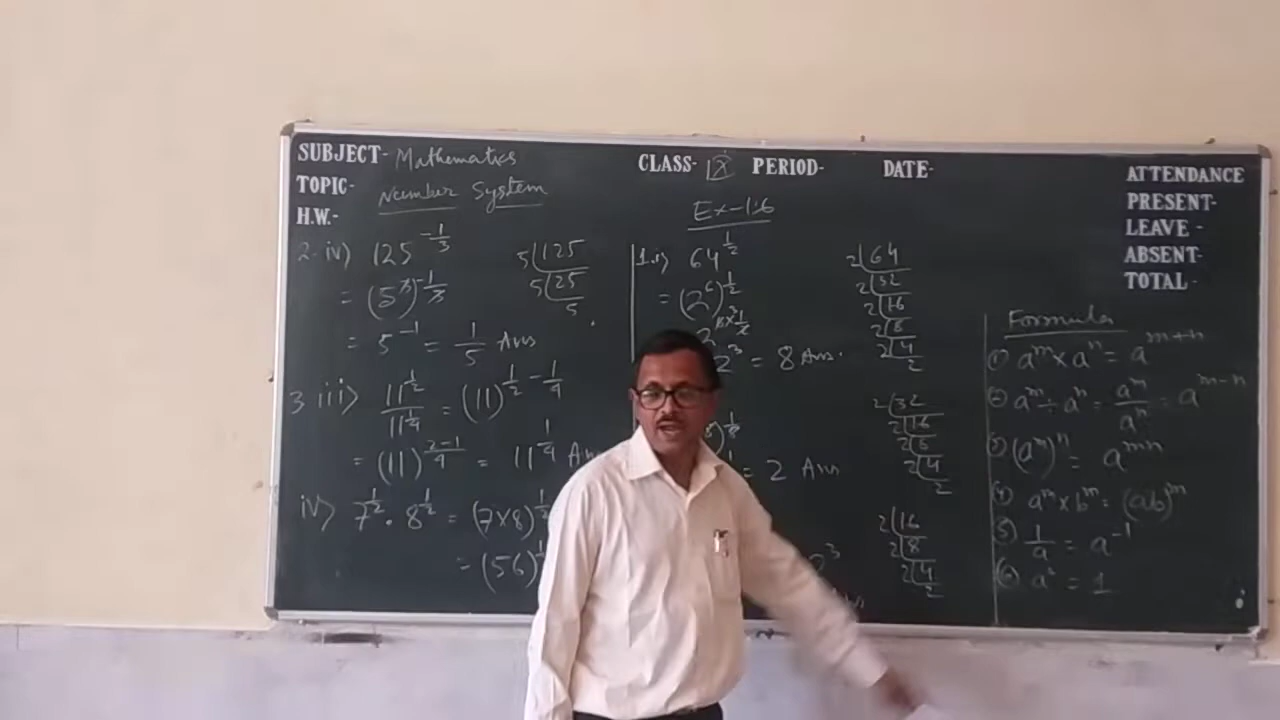 SUBJECT- Mathematics
CLASS- IX PERIOD- DATE-
TOPIC- Number System
H.W.-
ATTENDANCE
PRESENT-
LEAVE -
ABSENT-
TOTAL -
2. iv) 125^{-1/3}
= (5^3)^{-1/3}
= 5^{-1} = 1/5 Ans
5 | 125
5 | 25
5
3 iii) 11^{1/2} / 11^{1/4} = (11)^{1/2 - 1/4}
= (11)^{(2-1)/4} = 11^{1/4}
iv) 7^{1/2} . 8^{1/2} = (7×8)^{1/2}
= (56)
Ex-1.6
1. i) 64^{1/2}
= (2^6)^{1/2}
2^3 = 8 Ans.
= 2 Ans
2 | 64
2 | 32
2 | 16
2 | 8
2 | 4
2
2 | 32
2 | 16
2 | 8
2 | 4
2
2 | 16
2 | 8
2 | 4
2
Formula
① a^m × a^n = a^{m+n}
② a^m ÷ a^n = a^m / a^n = a^{m-n}
③ (a^m)^n = a^{mn}
④ a^m × b^m = (ab)^m
⑤ 1/a = a^{-1}
⑥ a^° = 1